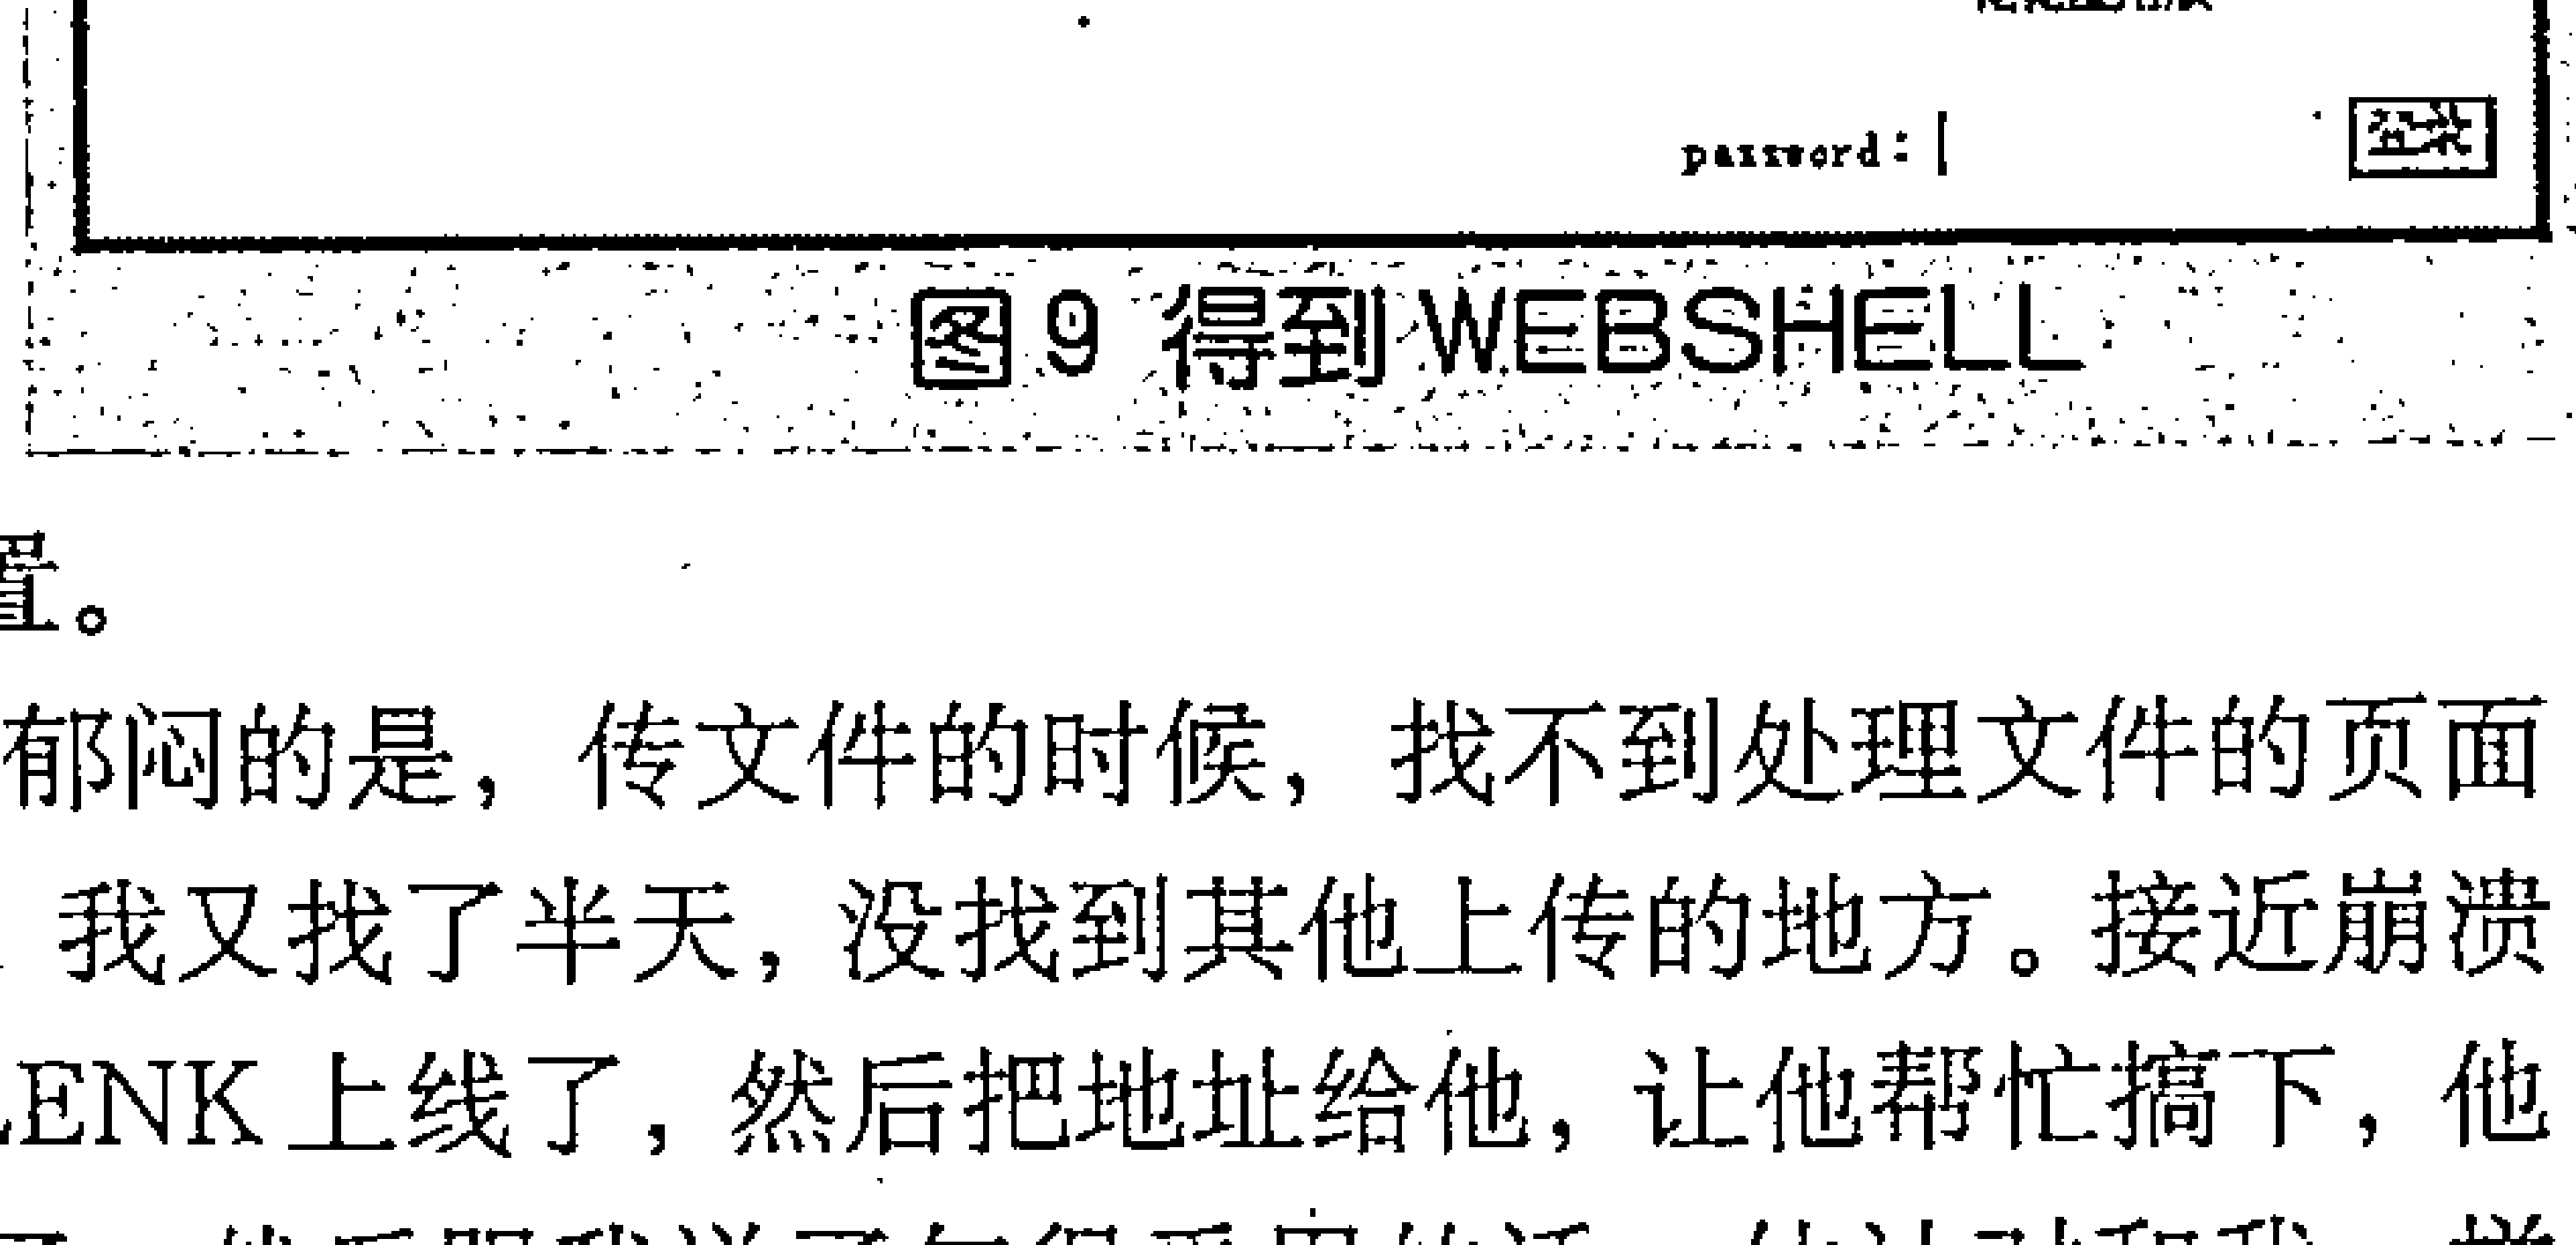 password:
图9 得到WEBSHELL
置。
郁闷的是，传文件的时候，找不到处理文件的页面
我又找了半天，没找到其他上传的地方。接近崩溃
LENK上线了，然后把地址给他，让他帮忙搞下，他